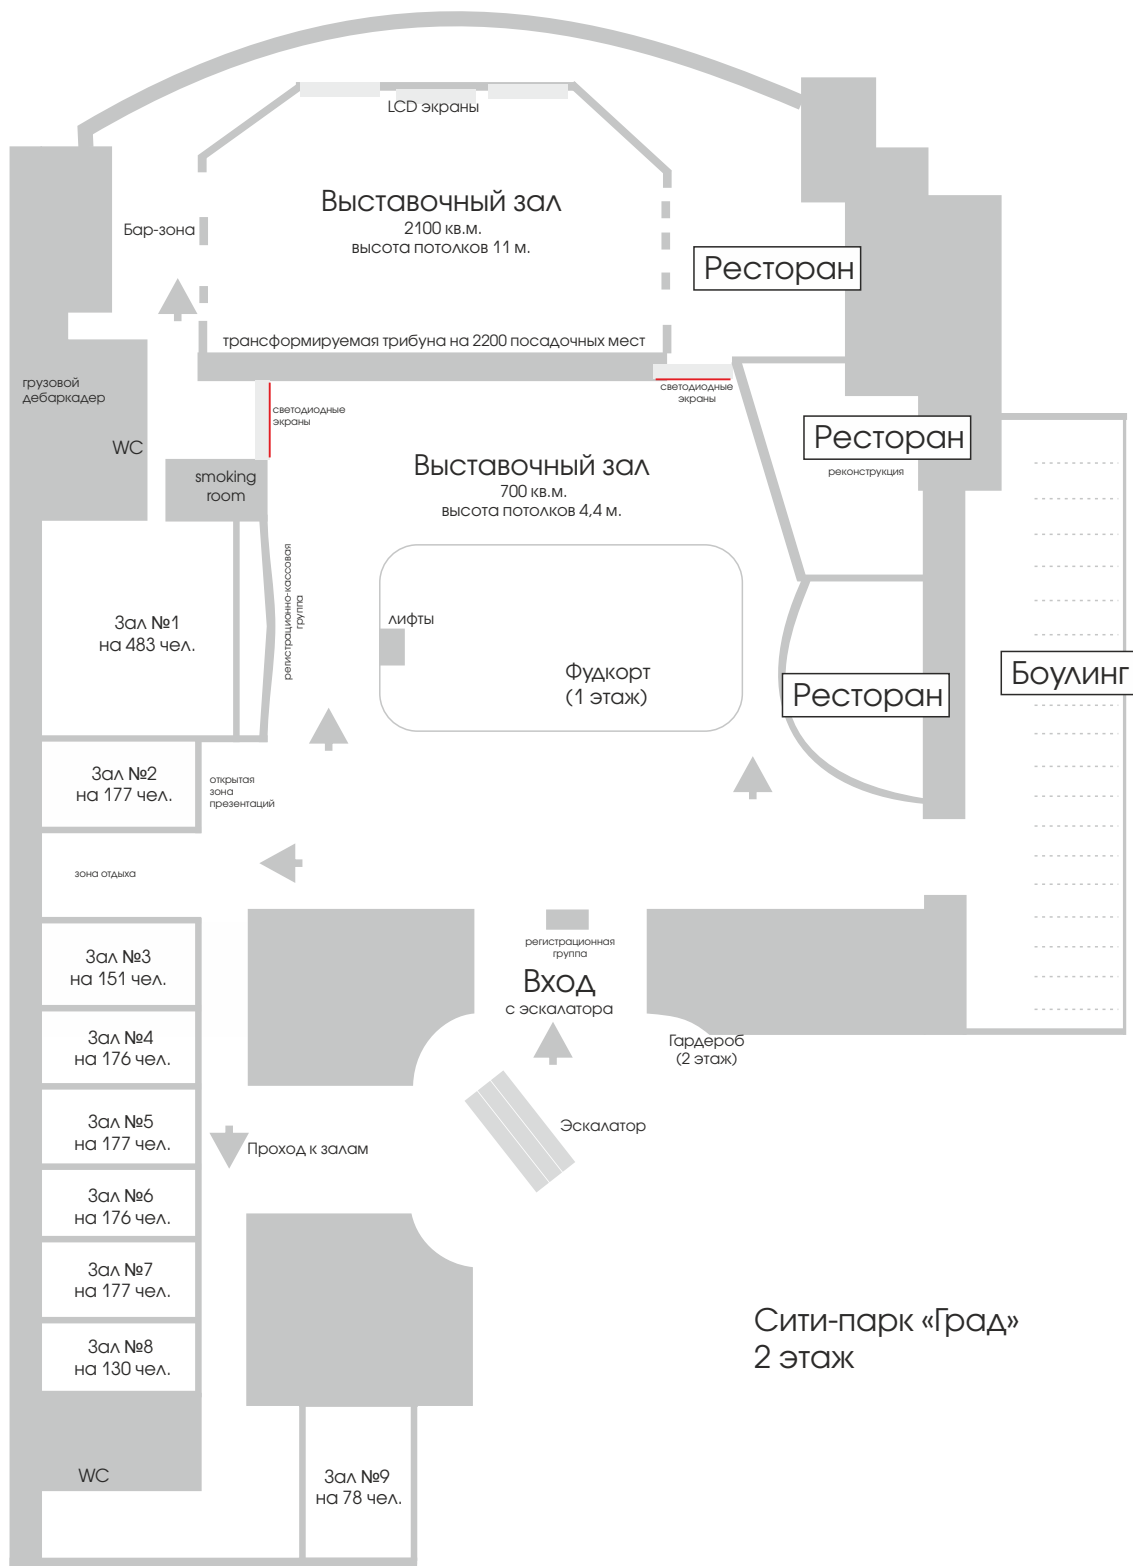 LCD экраны
Выставочный зал
2100 кв.м.
высота потолков 11 м.
Бар-зона
Ресторан
трансформируемая трибуна на 2200 посадочных мест
грузовой
дебаркадер
светодиодные
экраны
светодиодные
экраны
WC
Ресторан
реконструкция
Выставочный зал
700 кв.м.
высота потолков 4,4 м.
smoking
room
регистрационно-кассовая
группа
Зал №1
на 483 чел.
лифты
Фудкорт
(1 этаж)
Ресторан
Боулинг
Зал №2
на 177 чел.
открытая
зона
презентаций
зона отдыха
регистрационная
группа
Вход
с эскалатора
Зал №3
на 151 чел.
Зал №4
на 176 чел.
Гардероб
(2 этаж)
Зал №5
на 177 чел.
Проход к залам
Эскалатор
Зал №6
на 176 чел.
Зал №7
на 177 чел.
Зал №8
на 130 чел.
Сити-парк «Град»
2 этаж
WC
Зал №9
на 78 чел.